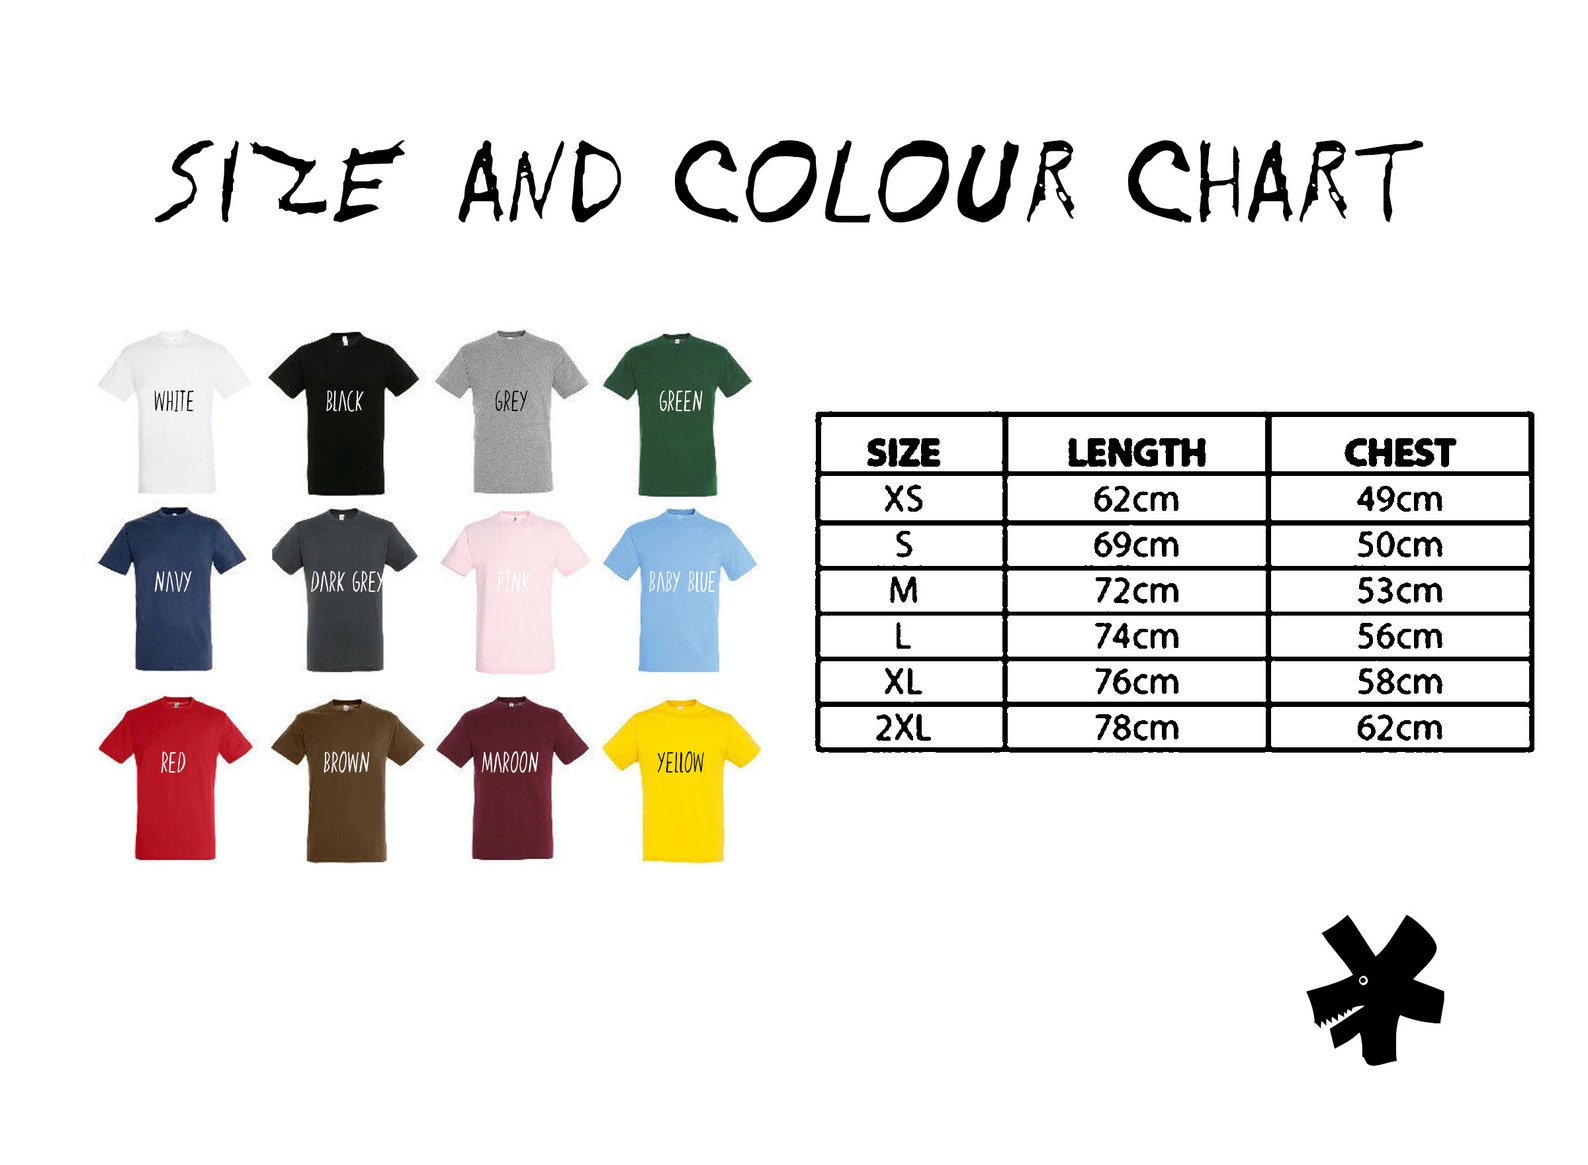 SIZE AND COLOUR CHART
WHITE BLACK GREY GREEN
NAVY DARK GREY PINK BABY BLUE
RED BROWN MAROON YELLOW
SIZE LENGTH CHEST
XS 62cm 49cm
S 69cm 50cm
M 72cm 53cm
L 74cm 56cm
XL 76cm 58cm
2XL 78cm 62cm